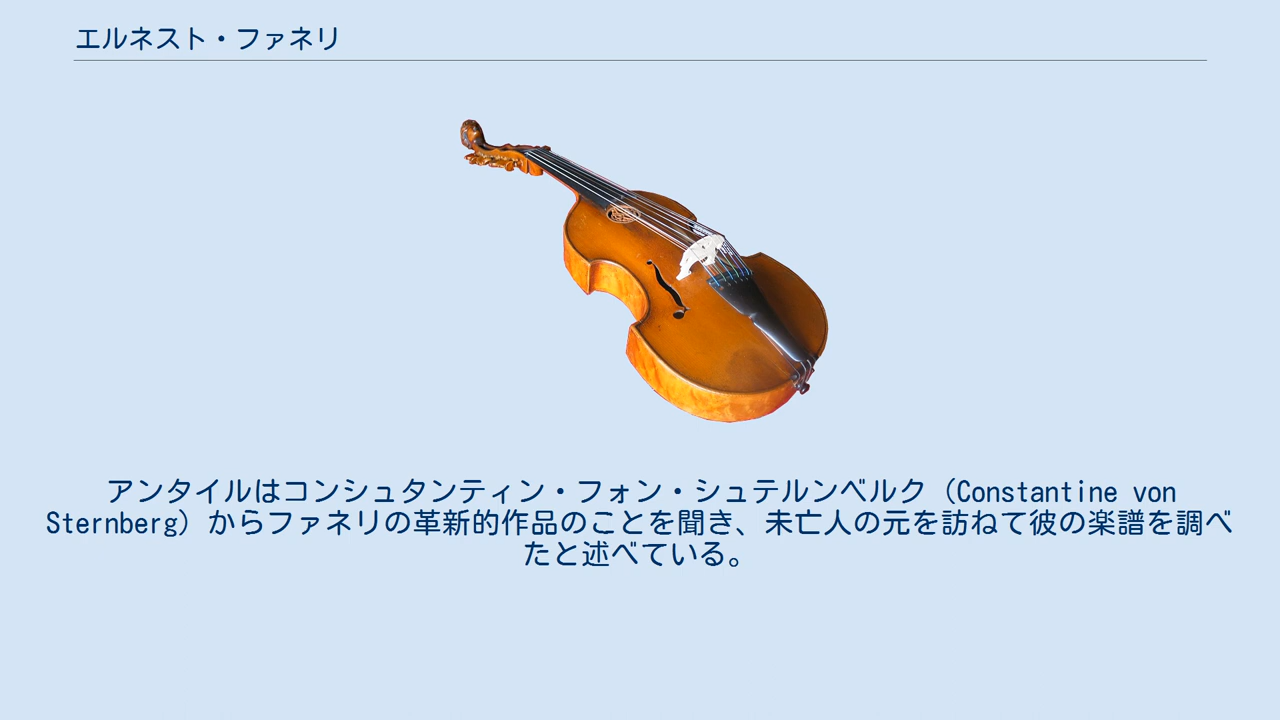 エルネスト・ファネリ
アンタイルはコンシュタンティン・フォン・シュテルンベルク（Constantine von
Sternberg）からファネリの革新的作品のことを聞き、未亡人の元を訪ねて彼の楽譜を調べ
たと述べている。